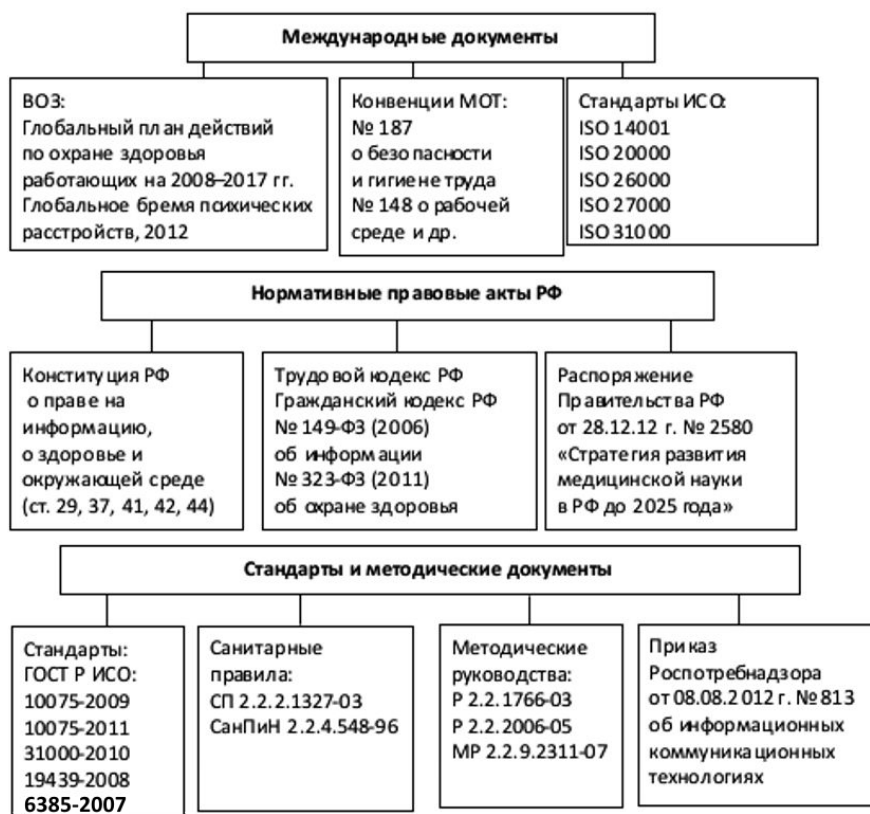 Международные документы
ВОЗ:
Глобальный план действий
по охране здоровья
работающих на 2008–2017 гг.
Глобальное бремя психических
расстройств, 2012
Конвенции МОТ:
№ 187
о безопасности
и гигиене труда
№ 148 о рабочей
среде и др.
Стандарты ИСО:
ISO 14001
ISO 20000
ISO 26000
ISO 27000
ISO 31000
Нормативные правовые акты РФ
Конституция РФ
о праве на
информацию,
о здоровье и
окружающей среде
(ст. 29, 37, 41, 42, 44)
Трудовой кодекс РФ
Гражданский кодекс РФ
№ 149-ФЗ (2006)
об информации
№ 323-ФЗ (2011)
об охране здоровья
Распоряжение
Правительства РФ
от 28.12.12 г. № 2580
«Стратегия развития
медицинской науки
в РФ до 2025 года»
Стандарты и методические документы
Стандарты:
ГОСТ Р ИСО:
10075-2009
10075-2011
31000-2010
19439-2008
6385-2007
Санитарные
правила:
СП 2.2.2.1327-03
СанПиН 2.2.4.548-96
Методические
руководства:
Р 2.2.1766-03
Р 2.2.2006-05
МР 2.2.9.2311-07
Приказ
Роспотребнадзора
от 08.08.2012 г. № 813
об информационных
коммуникационных
технологиях